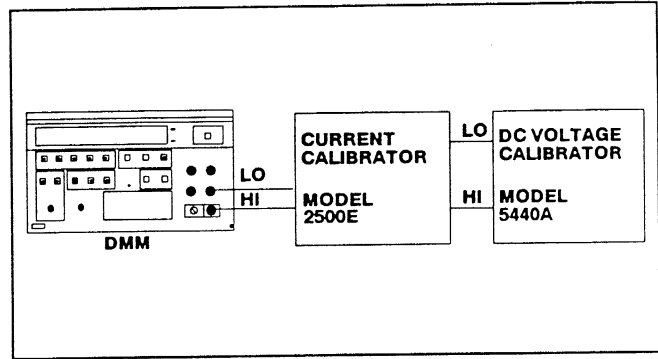 LO
HI
DMM
CURRENT
CALIBRATOR
MODEL
2500E
LO
HI
DC VOLTAGE
CALIBRATOR
MODEL
5440A